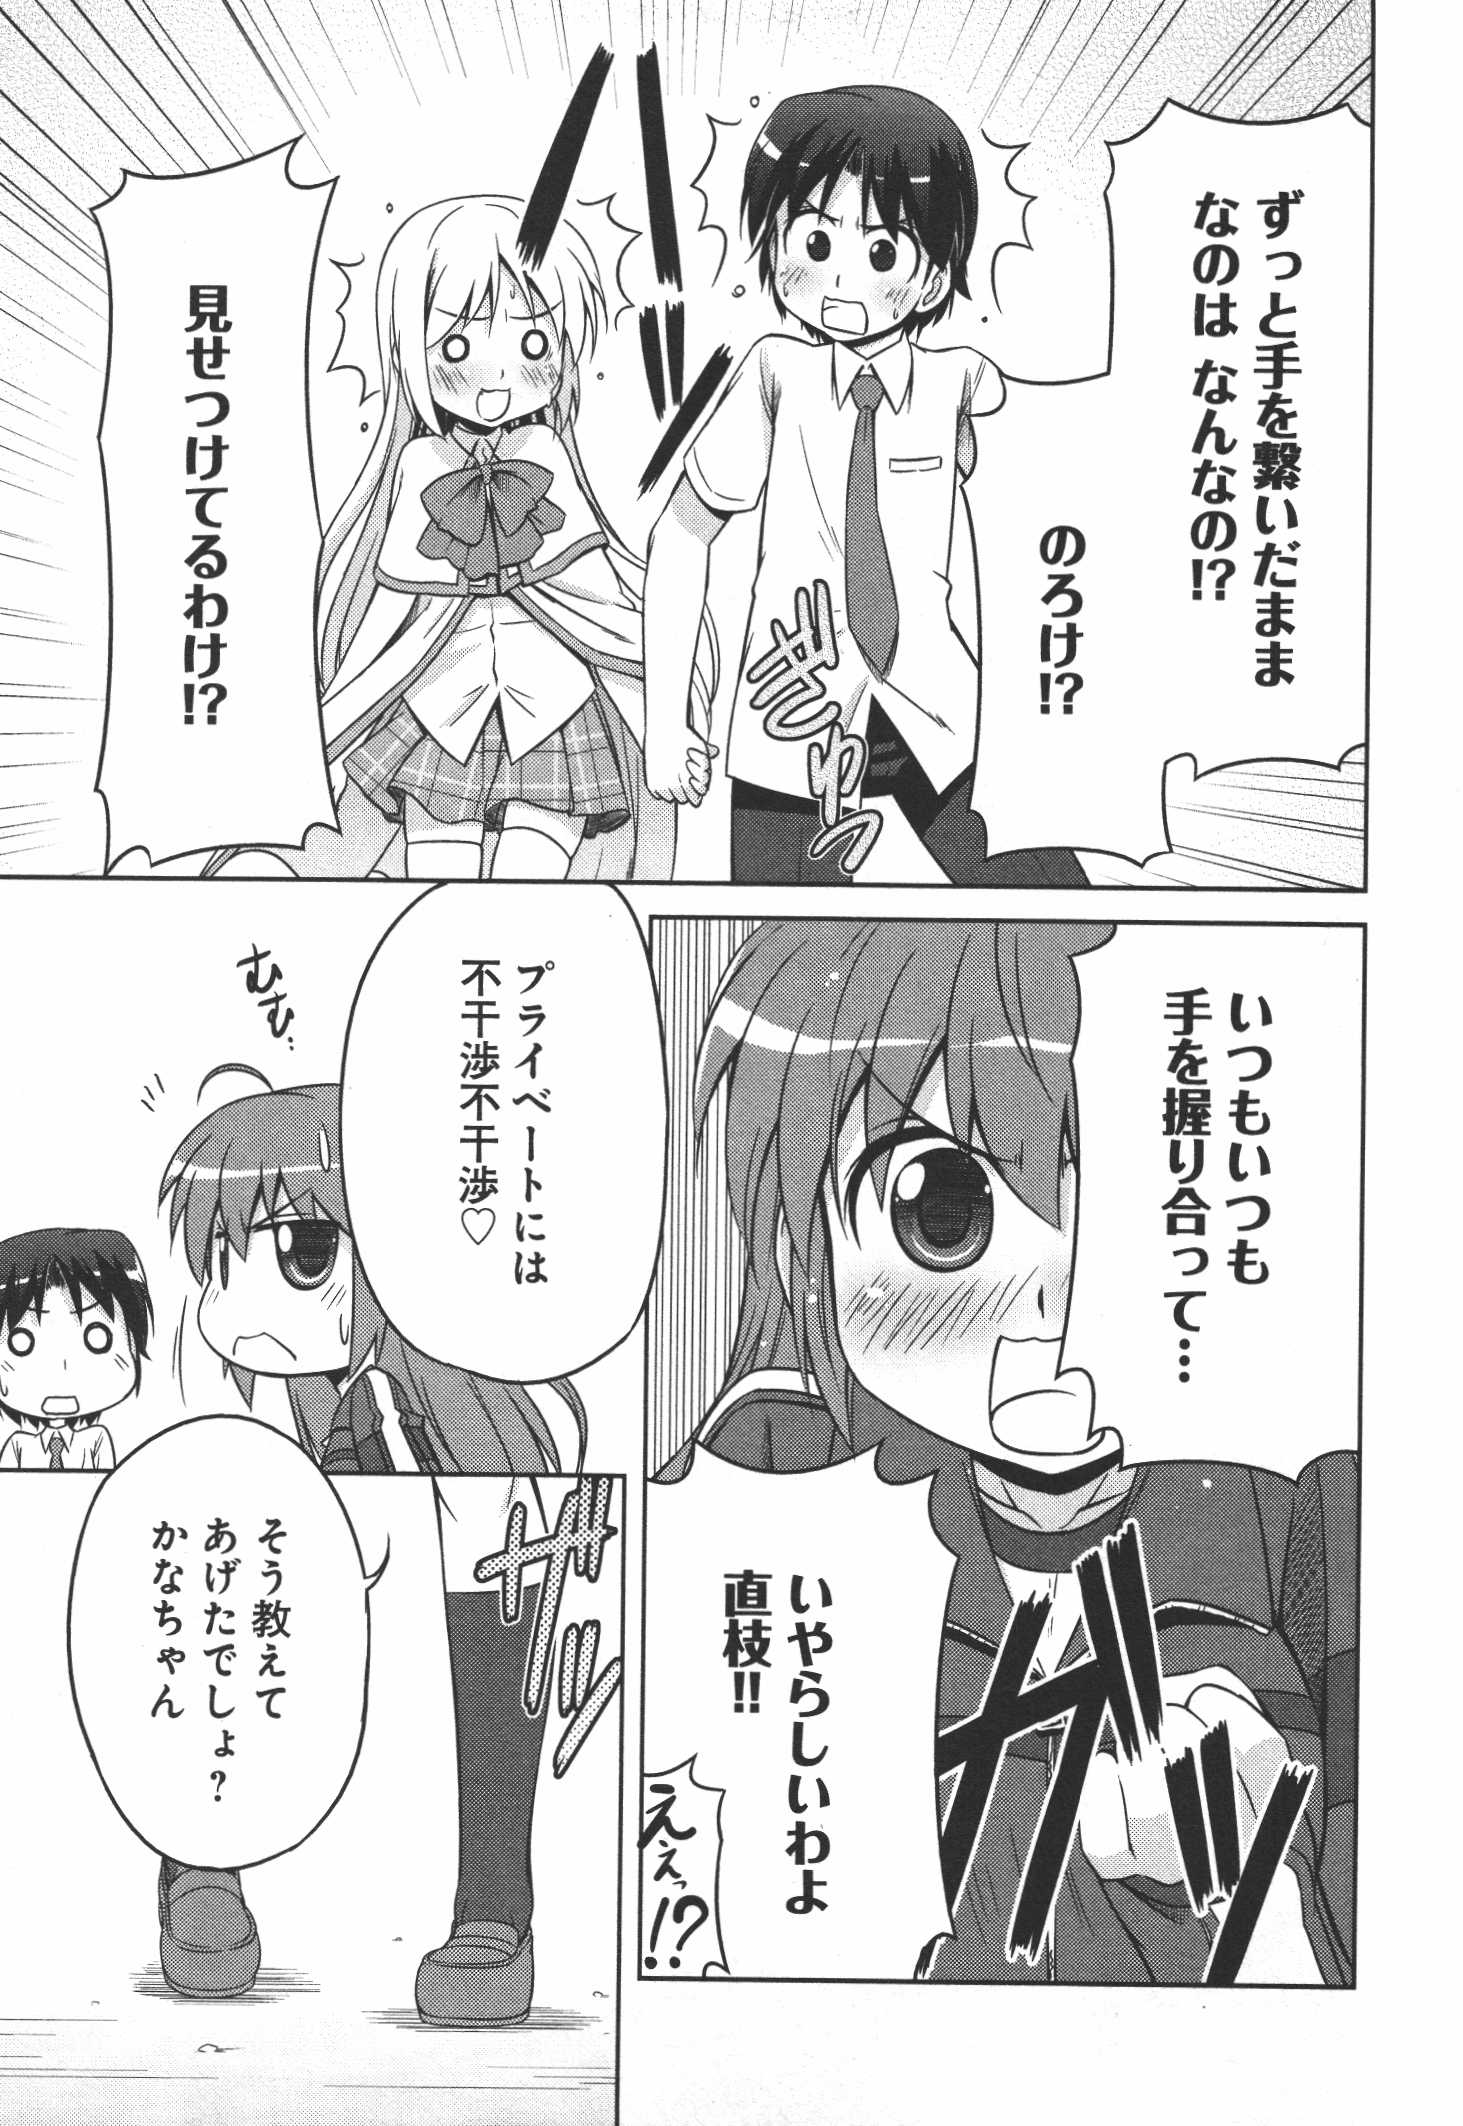 ずっと手を繋いだまま
なのは なんなの!?
のろけ!?
見せつけてるわけ!?
ぎゅうっ
いつもいつも
手を握り合って…
いやらしいわよ
直枝!!
ええっ!?
プライベートには
不干渉不干渉♡
むむむ…
ザッ
そう教えて
あげたでしょ？
かなちゃん